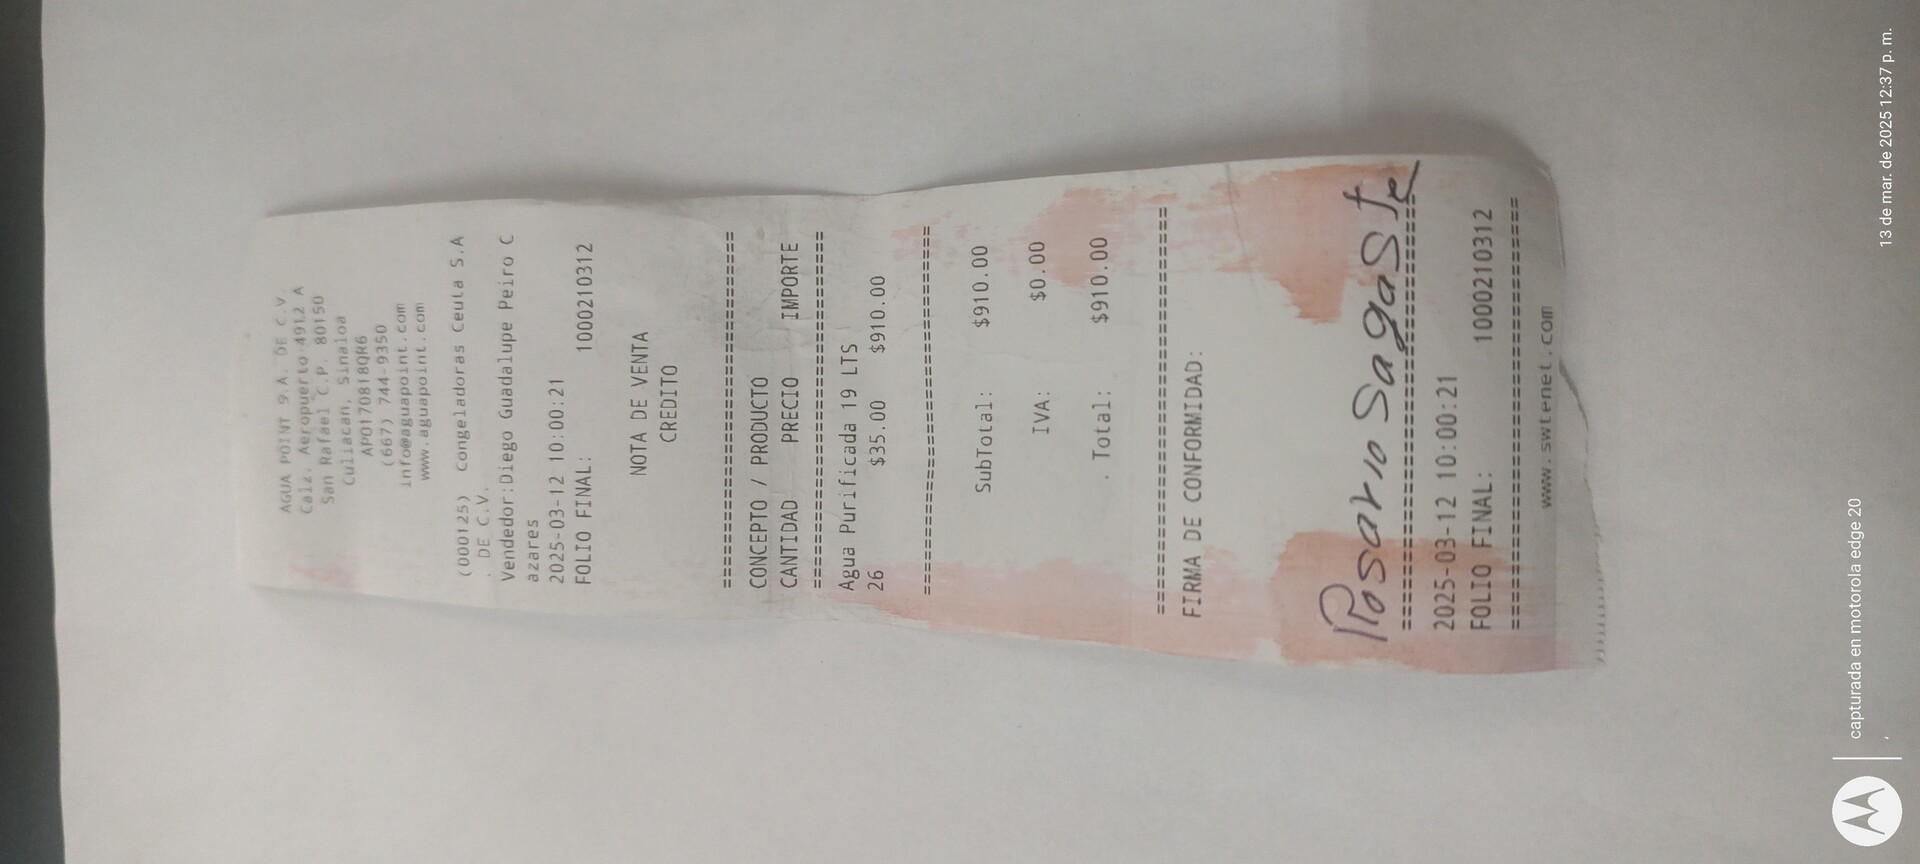 AGUA POINT S.A. DE C.V.
Calz. Aeropuerto 4912 A
San Rafael C.P. 80150
Culiacan, Sinaloa
APO170818QR6
(667) 744-9350
info@aguapoint.com
www.aguapoint.com
(000125) Congeladoras Ceuta S.A
. DE C.V.
Vendedor:Diego Guadalupe Peiro C
azares
2025-03-12 10:00:21
FOLIO FINAL: 1000210312
NOTA DE VENTA
CREDITO
================================
CONCEPTO / PRODUCTO
CANTIDAD PRECIO IMPORTE
================================
Agua Purificada 19 LTS
26 $35.00 $910.00
================================
SubTotal: $910.00
IVA: $0.00
. Total: $910.00
================================
FIRMA DE CONFORMIDAD:
Rosario Sagaste
================================
2025-03-12 10:00:21
FOLIO FINAL: 1000210312
================================
www.swtenet.com
capturada en motorola edge 20
13 de mar. de 2025 12:37 p. m.